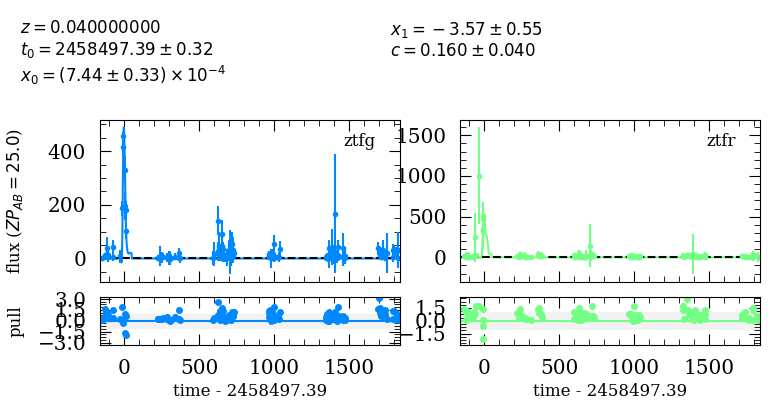 z = 0.040000000
t0 = 2458497.39 ± 0.32
x0 = (7.44 ± 0.33) × 10^−4
x1 = −3.57 ± 0.55
c = 0.160 ± 0.040
flux (ZP_AB = 25.0)
400
200
0
ztfg
1500
1000
500
0
ztfr
pull
3.0
1.5
0.0
−1.5
−3.0
1.5
0.0
−1.5
0 500 1000 1500
0 500 1000 1500
time - 2458497.39
time - 2458497.39